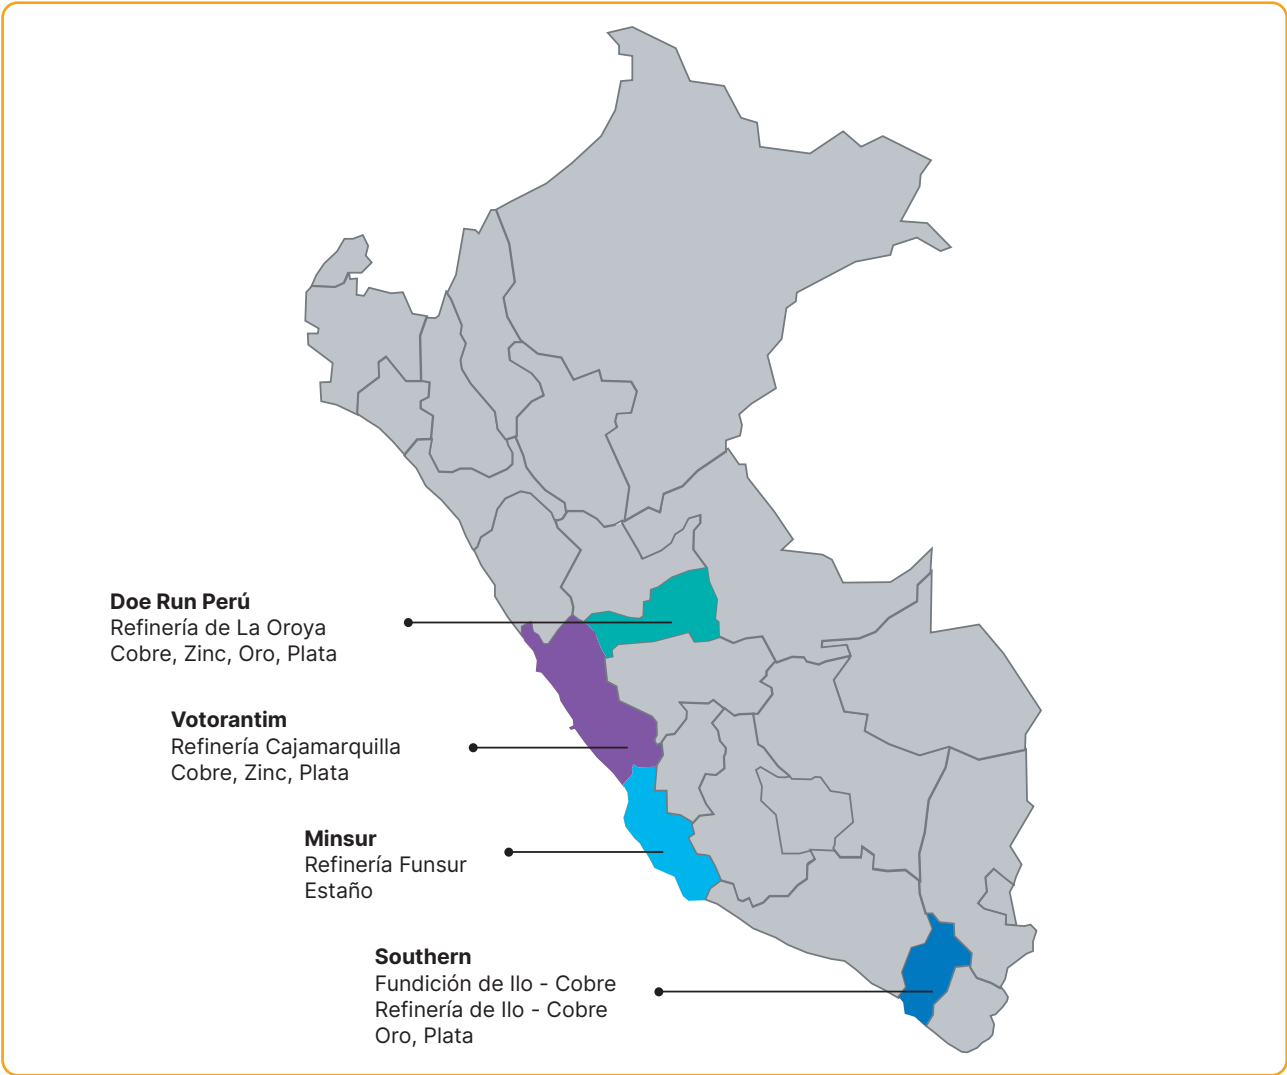 Doe Run Perú
Refinería de La Oroya
Cobre, Zinc, Oro, Plata
Votorantim
Refinería Cajamarquilla
Cobre, Zinc, Plata
Minsur
Refinería Funsur
Estaño
Southern
Fundición de Ilo - Cobre
Refinería de Ilo - Cobre
Oro, Plata